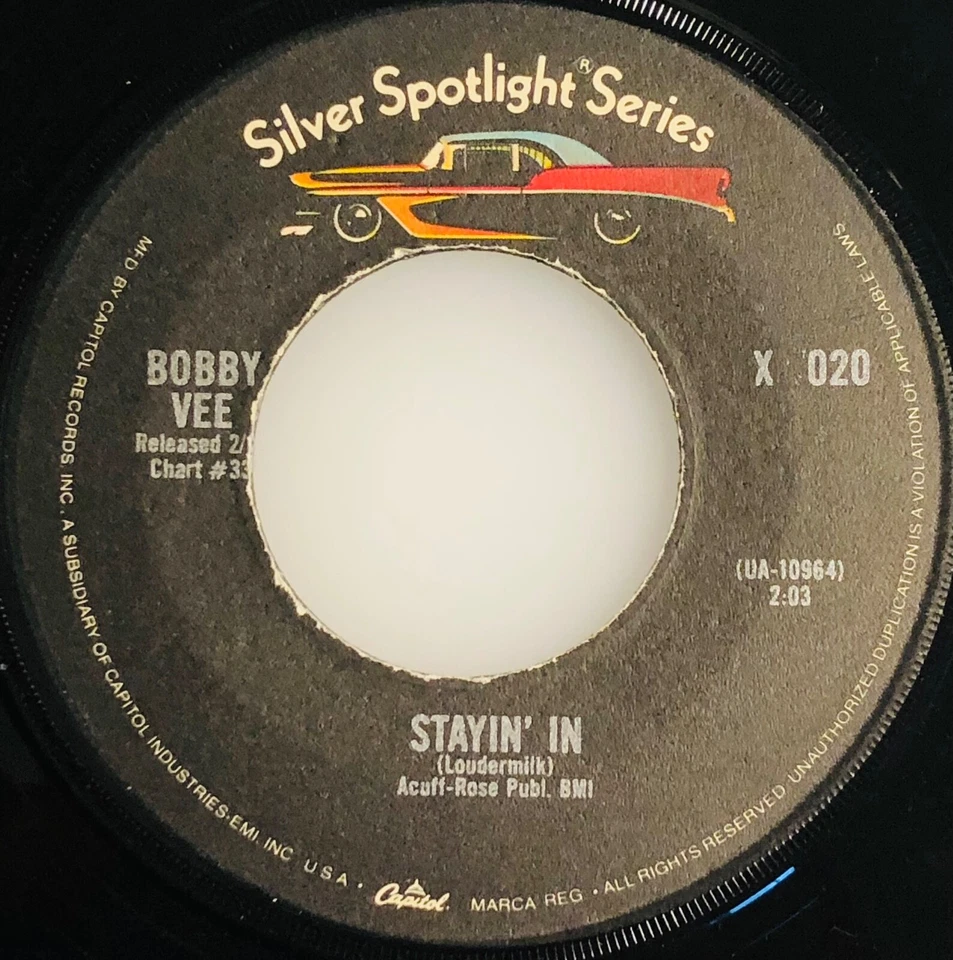 Silver Spotlight® Series
BOBBY
VEE
Released 2/
Chart #33
X 020
(UA-10964)
2:03
STAYIN' IN
(Loudermilk)
Acuff-Rose Publ. BMI
MFD BY CAPITOL RECORDS, INC. A SUBSIDIARY OF CAPITOL INDUSTRIES-EMI, INC U S A • Capitol. MARCA REG • ALL RIGHTS RESERVED UNAUTHORIZED DUPLICATION IS A VIOLATION OF APPLICABLE LAWS